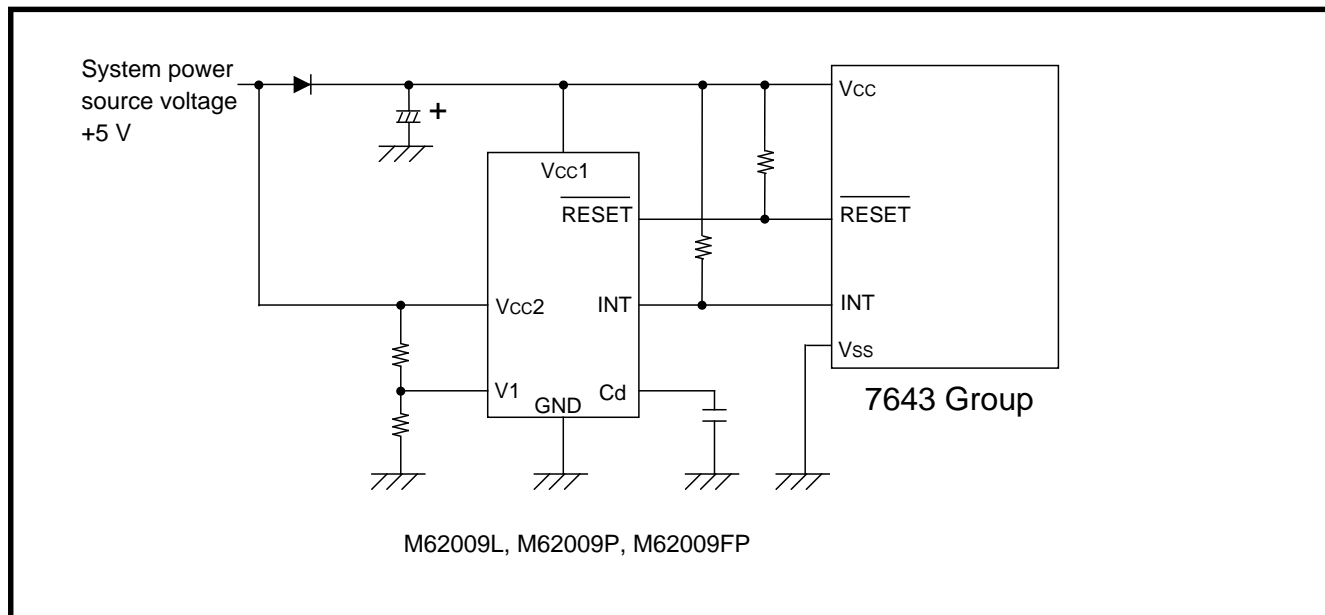 System power
source voltage
+5 V
+
VCC
VCC1
RESET
RESET
VCC2
INT
INT
VSS
V1
Cd
GND
7643 Group
M62009L, M62009P, M62009FP